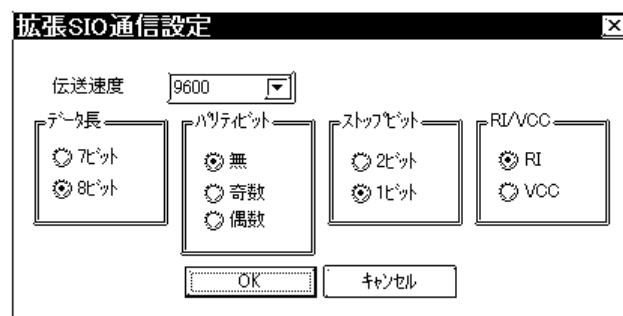 拡張SIO通信設定
伝送速度 9600
ﾃﾞｰﾀ長
7ﾋﾞｯﾄ
8ﾋﾞｯﾄ
ﾊﾟﾘﾃｨﾋﾞｯﾄ
無
奇数
偶数
ｽﾄｯﾌﾟﾋﾞｯﾄ
2ﾋﾞｯﾄ
1ﾋﾞｯﾄ
RI/VCC
RI
VCC
OK
ｷｬﾝｾﾙ